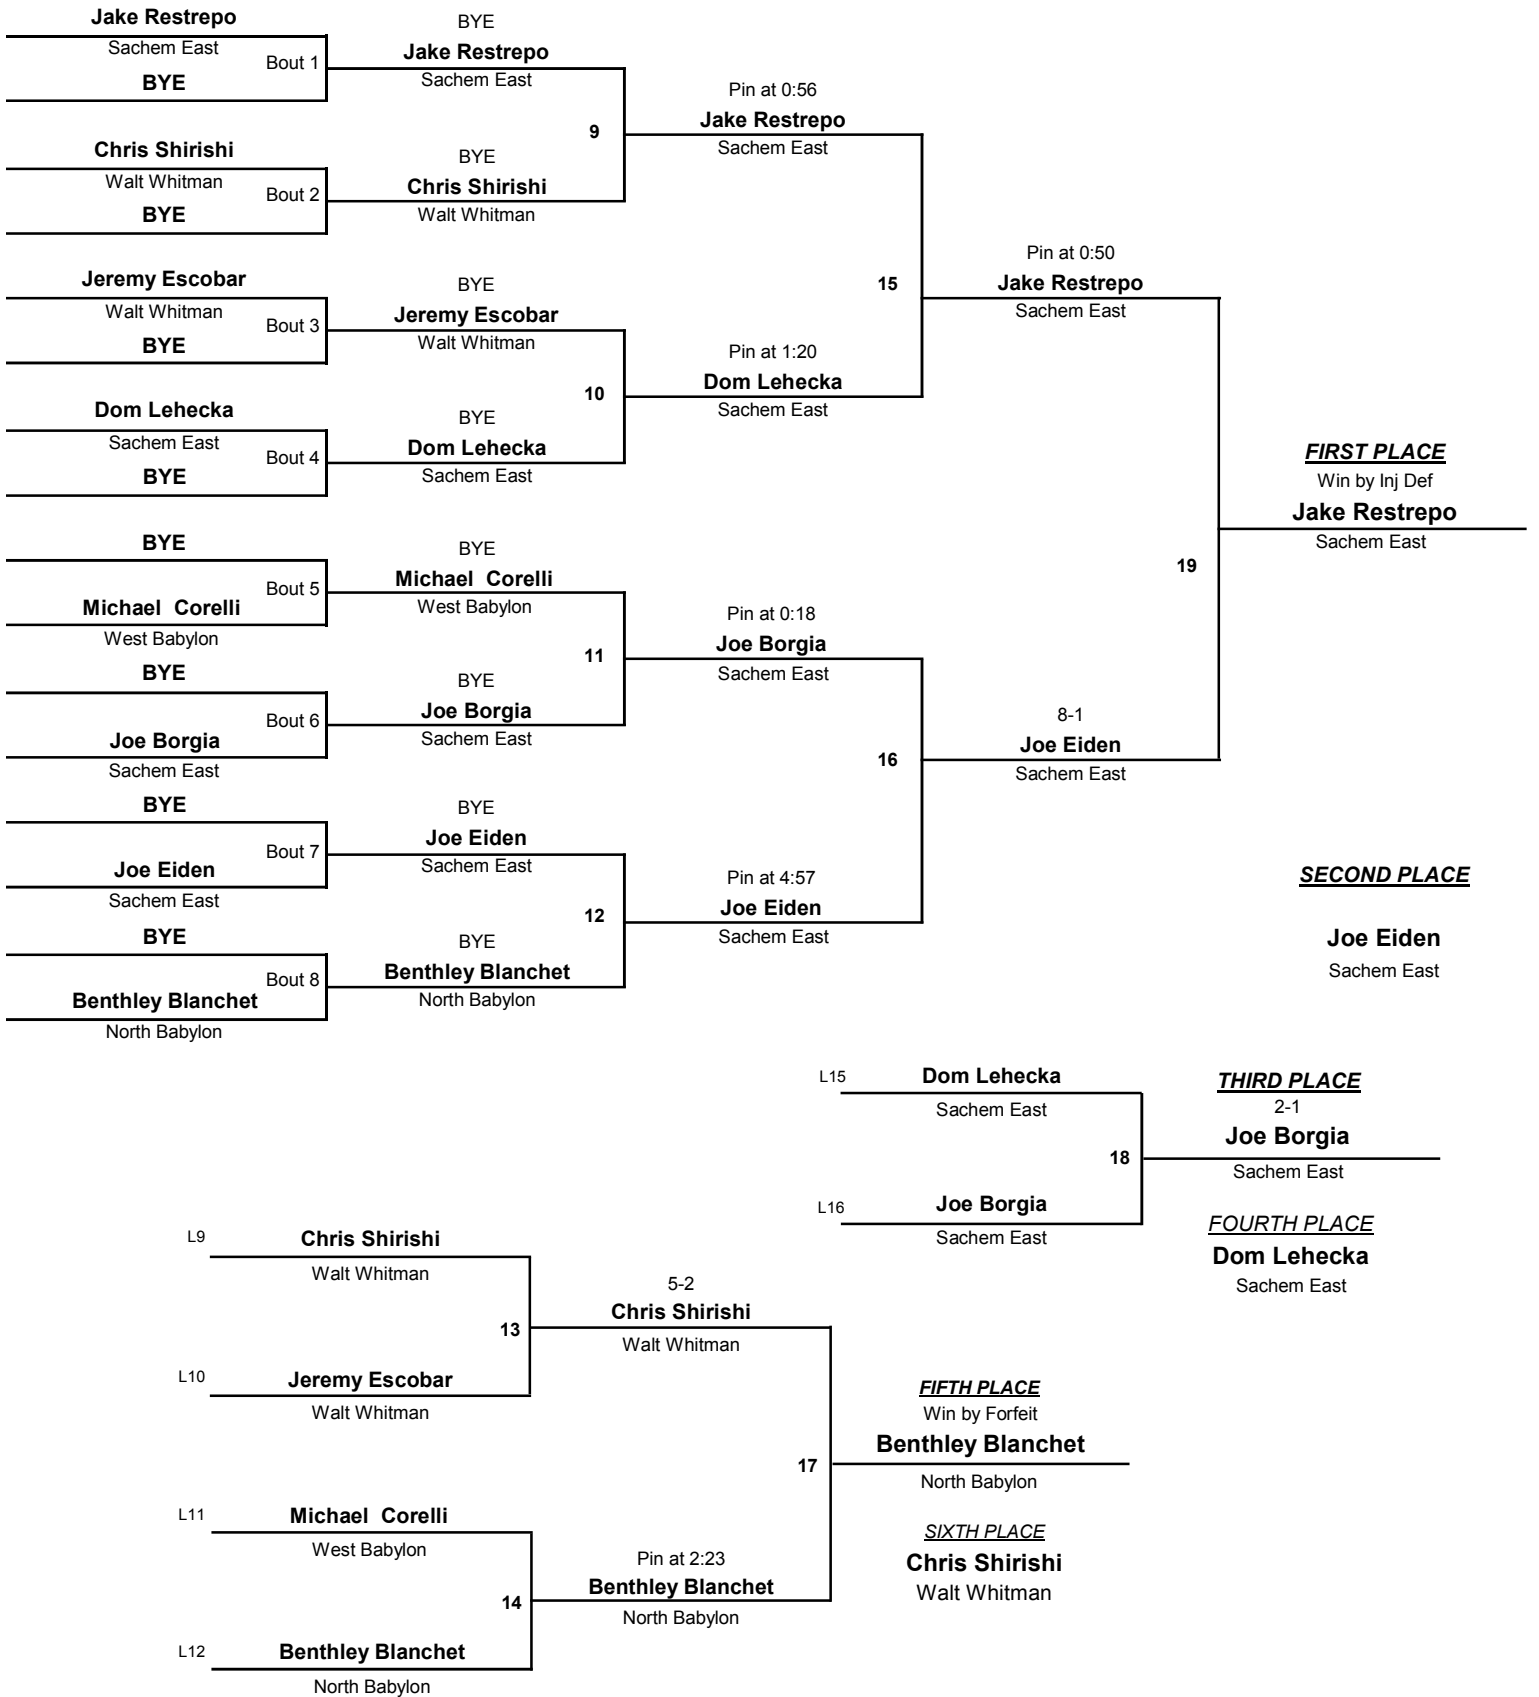 Jake Restrepo
Sachem East
Bout 1
BYE
Chris Shirishi
Walt Whitman
Bout 2
BYE
Jeremy Escobar
Walt Whitman
Bout 3
BYE
Dom Lehecka
Sachem East
Bout 4
BYE
BYE
Bout 5
Michael Corelli
West Babylon
BYE
Bout 6
Joe Borgia
Sachem East
BYE
Bout 7
Joe Eiden
Sachem East
BYE
Bout 8
Benthley Blanchet
North Babylon
BYE
Jake Restrepo
Sachem East
9
BYE
Chris Shirishi
Walt Whitman
BYE
Jeremy Escobar
Walt Whitman
10
BYE
Dom Lehecka
Sachem East
BYE
Michael Corelli
West Babylon
11
BYE
Joe Borgia
Sachem East
BYE
Joe Eiden
Sachem East
12
BYE
Benthley Blanchet
North Babylon
Pin at 0:56
Jake Restrepo
Sachem East
15
Pin at 1:20
Dom Lehecka
Sachem East
Pin at 0:18
Joe Borgia
Sachem East
16
Pin at 4:57
Joe Eiden
Sachem East
Pin at 0:50
Jake Restrepo
Sachem East
19
8-1
Joe Eiden
Sachem East
FIRST PLACE
Win by Inj Def
Jake Restrepo
Sachem East
SECOND PLACE
Joe Eiden
Sachem East
L15
Dom Lehecka
Sachem East
18
L16
Joe Borgia
Sachem East
THIRD PLACE
2-1
Joe Borgia
Sachem East
FOURTH PLACE
Dom Lehecka
Sachem East
L9
Chris Shirishi
Walt Whitman
13
L10
Jeremy Escobar
Walt Whitman
L11
Michael Corelli
West Babylon
14
L12
Benthley Blanchet
North Babylon
5-2
Chris Shirishi
Walt Whitman
17
Pin at 2:23
Benthley Blanchet
North Babylon
FIFTH PLACE
Win by Forfeit
Benthley Blanchet
North Babylon
SIXTH PLACE
Chris Shirishi
Walt Whitman